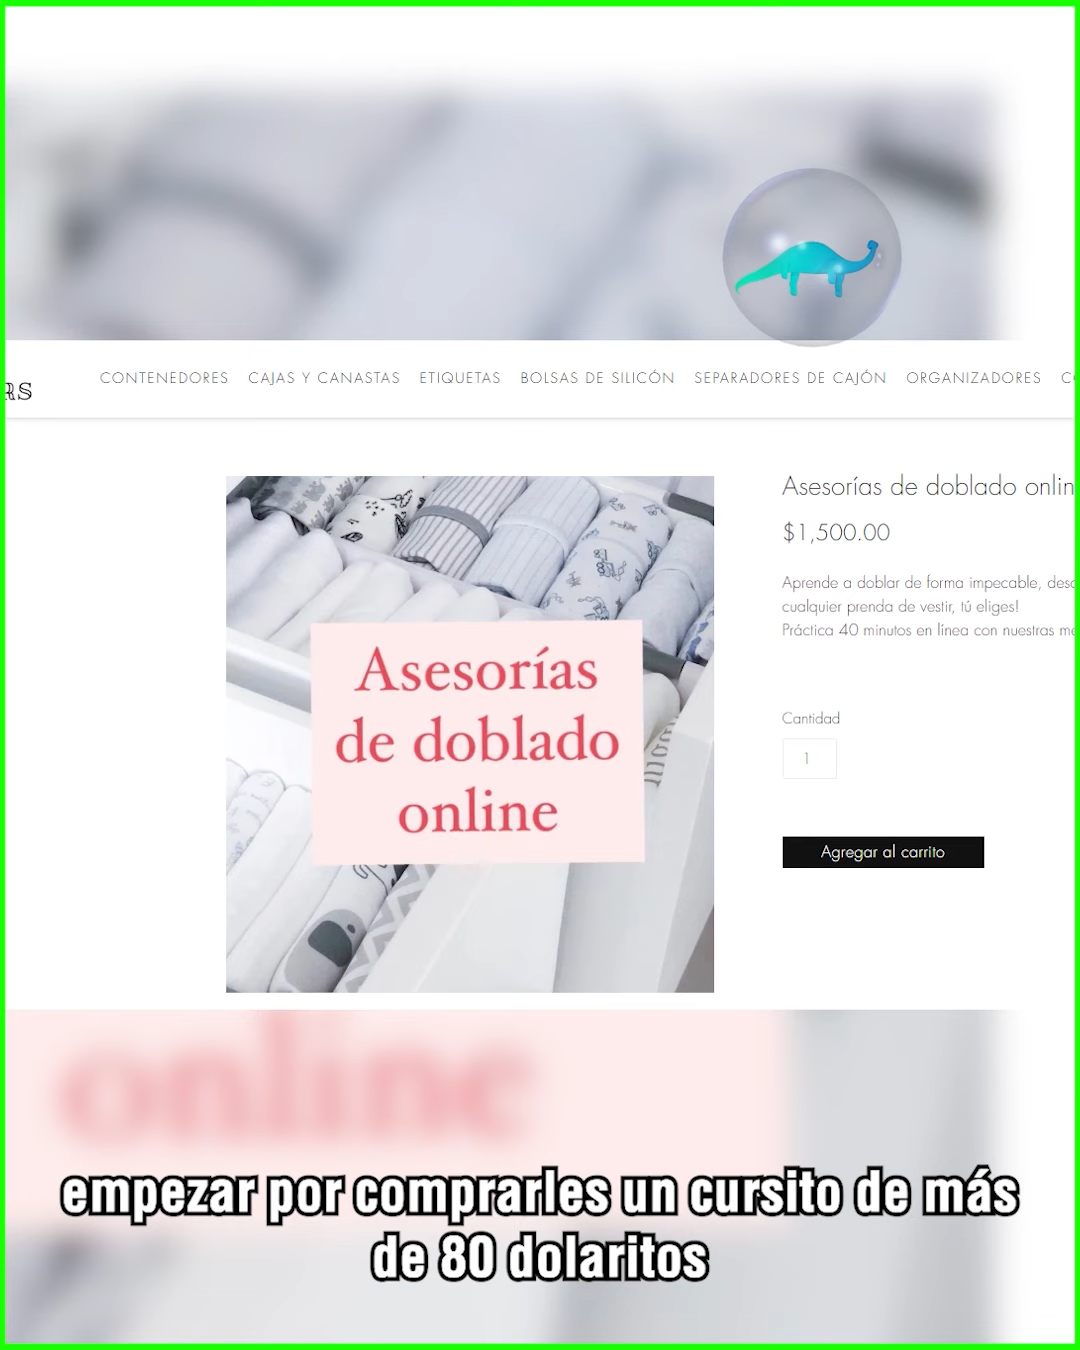 RS
CONTENEDORES CAJAS Y CANASTAS ETIQUETAS BOLSAS DE SILICÓN SEPARADORES DE CAJÓN ORGANIZADORES
Asesorías de doblado onlin
$1,500.00
Aprende a doblar de forma impecable, desd
cualquier prenda de vestir, tú eliges!
Práctica 40 minutos en línea con nuestras me
Cantidad
1
Agregar al carrito
Asesorías
de doblado
online
online
empezar por comprarles un cursito de más
de 80 dolaritos